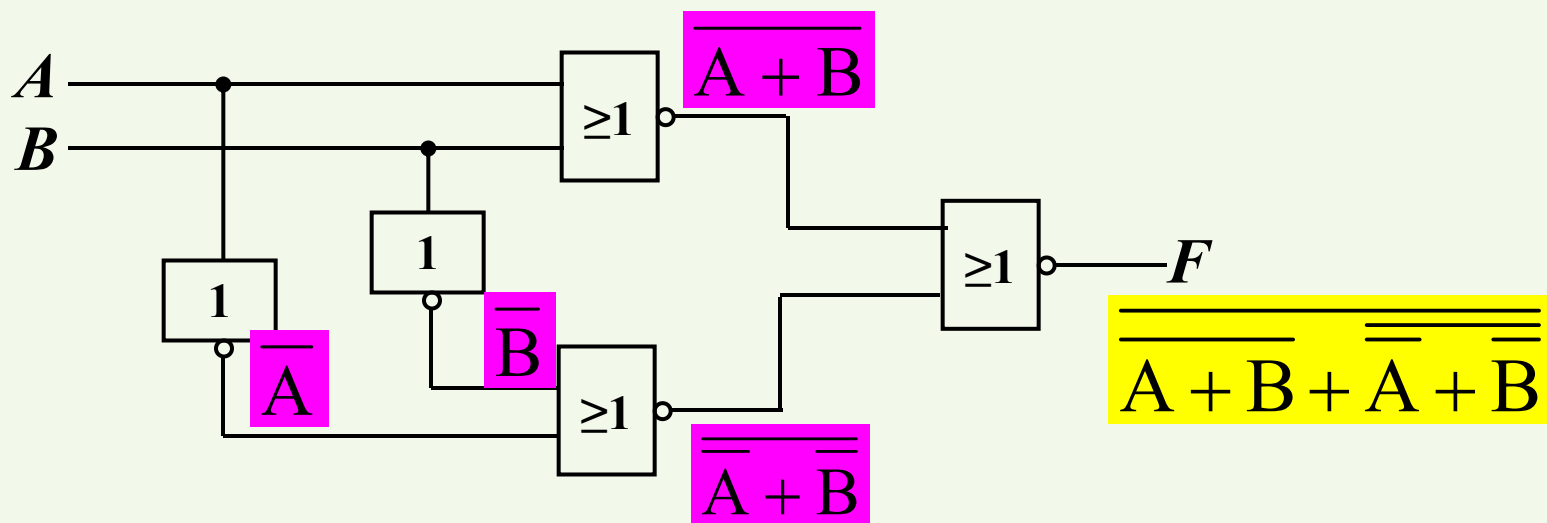 $\overline{A + B}$
A
B
≥1
1
1
≥1
F
$\overline{B}$
$\overline{A}$
≥1
$\overline{\overline{A + B} + \overline{\overline{A} + \overline{B}}}$
$\overline{\overline{A} + \overline{B}}$